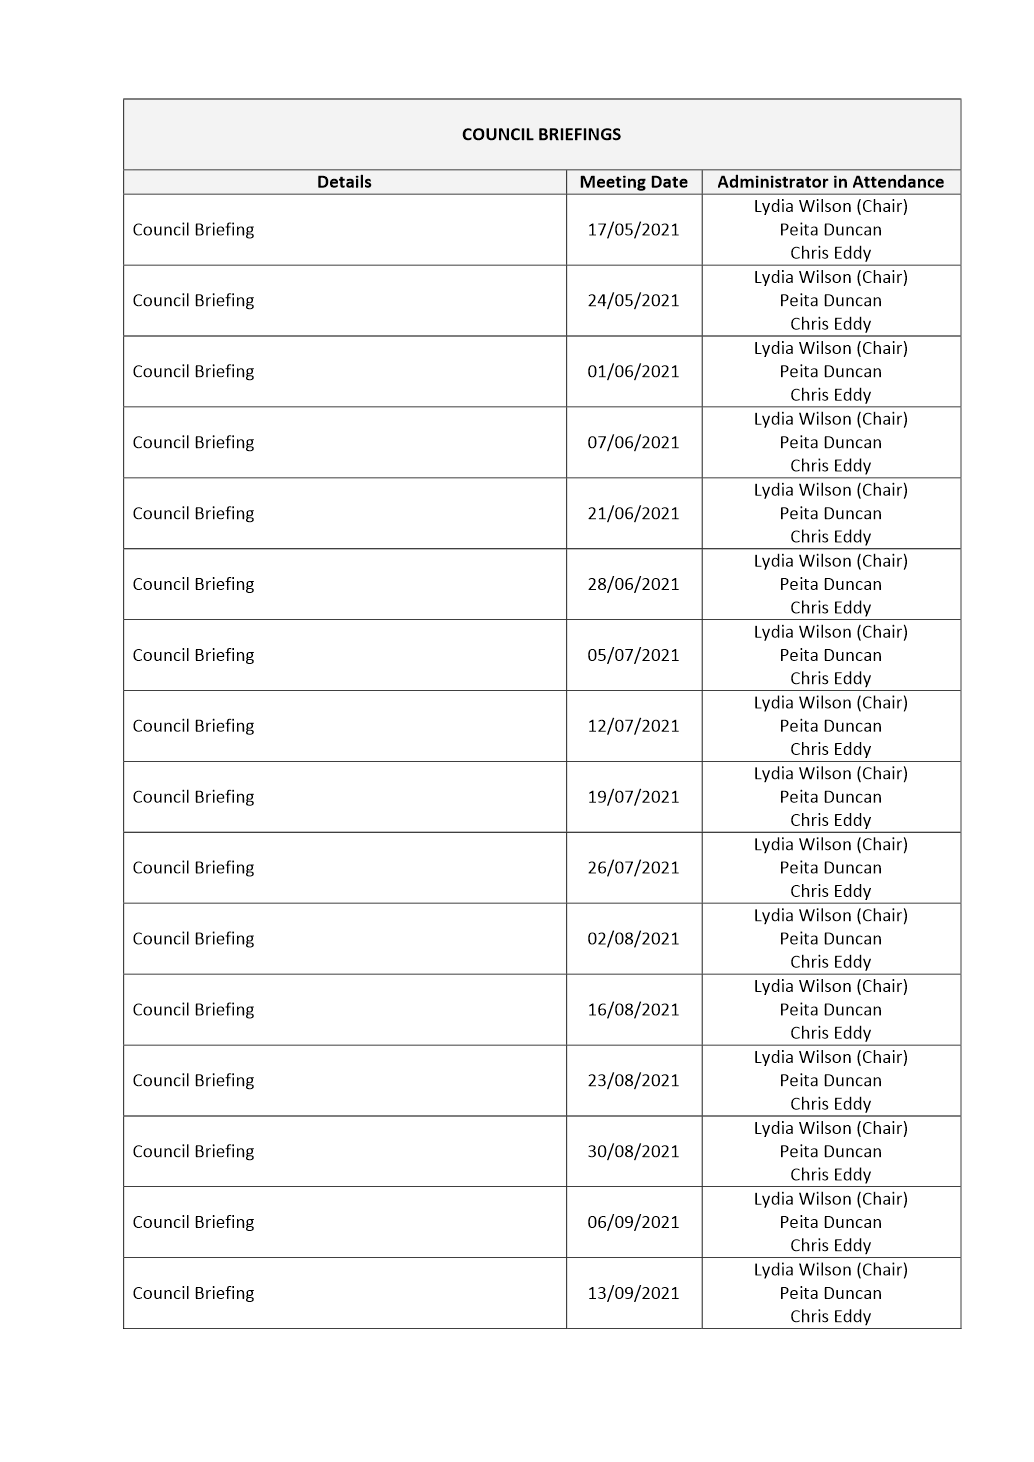 COUNCIL BRIEFINGS
Details Meeting Date Administrator in Attendance
Lydia Wilson (Chair)
Council Briefing 17/05/2021 Peita Duncan
Chris Eddy
Lydia Wilson (Chair)
Council Briefing 24/05/2021 Peita Duncan
Chris Eddy
Lydia Wilson (Chair)
Council Briefing 01/06/2021 Peita Duncan
Chris Eddy
Lydia Wilson (Chair)
Council Briefing 07/06/2021 Peita Duncan
Chris Eddy
Lydia Wilson (Chair)
Council Briefing 21/06/2021 Peita Duncan
Chris Eddy
Lydia Wilson (Chair)
Council Briefing 28/06/2021 Peita Duncan
Chris Eddy
Lydia Wilson (Chair)
Council Briefing 05/07/2021 Peita Duncan
Chris Eddy
Lydia Wilson (Chair)
Council Briefing 12/07/2021 Peita Duncan
Chris Eddy
Lydia Wilson (Chair)
Council Briefing 19/07/2021 Peita Duncan
Chris Eddy
Lydia Wilson (Chair)
Council Briefing 26/07/2021 Peita Duncan
Chris Eddy
Lydia Wilson (Chair)
Council Briefing 02/08/2021 Peita Duncan
Chris Eddy
Lydia Wilson (Chair)
Council Briefing 16/08/2021 Peita Duncan
Chris Eddy
Lydia Wilson (Chair)
Council Briefing 23/08/2021 Peita Duncan
Chris Eddy
Lydia Wilson (Chair)
Council Briefing 30/08/2021 Peita Duncan
Chris Eddy
Lydia Wilson (Chair)
Council Briefing 06/09/2021 Peita Duncan
Chris Eddy
Lydia Wilson (Chair)
Council Briefing 13/09/2021 Peita Duncan
Chris Eddy